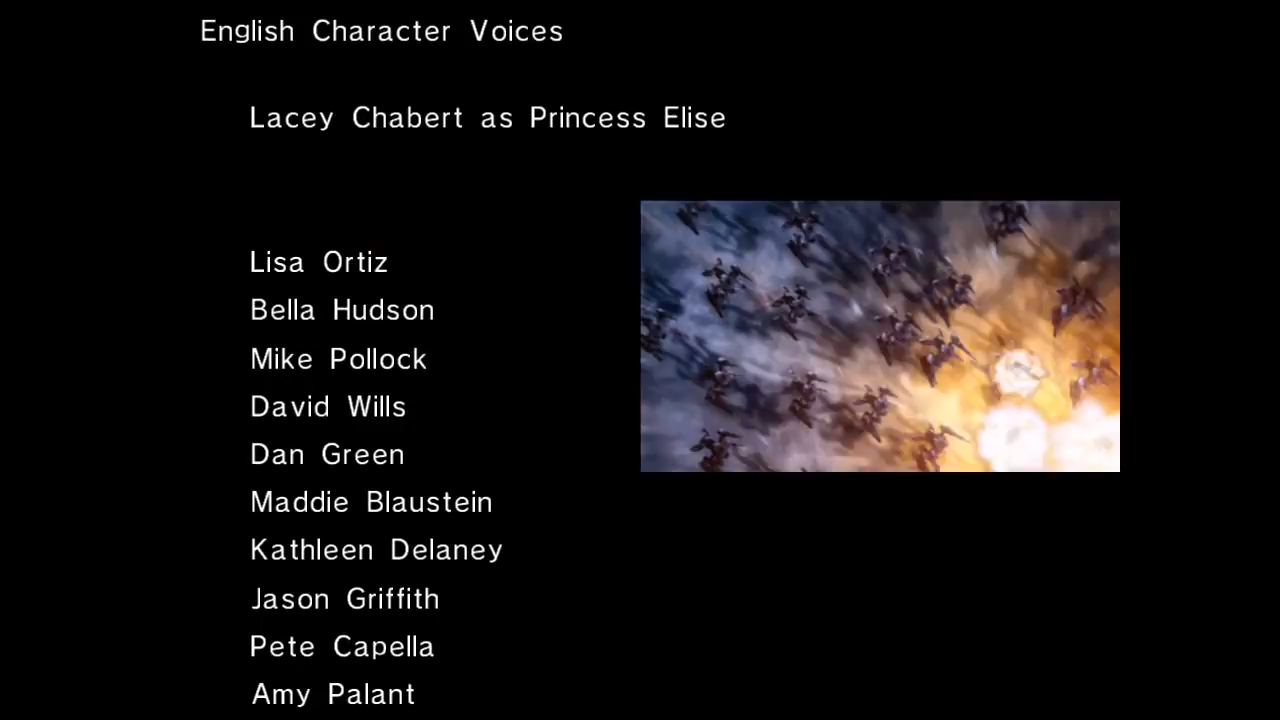 English Character Voices
Lacey Chabert as Princess Elise
Lisa Ortiz
Bella Hudson
Mike Pollock
David Wills
Dan Green
Maddie Blaustein
Kathleen Delaney
Jason Griffith
Pete Capella
Amy Palant